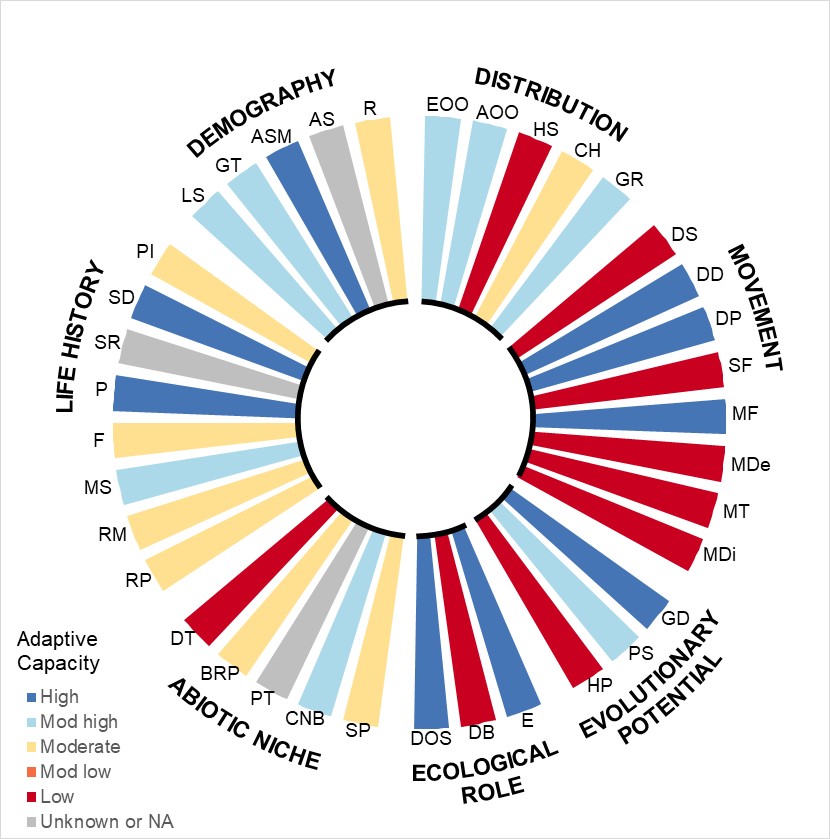 DEMOGRAPHY
R
AS
ASM
GT
LS
DISTRIBUTION
EOO
AOO
HS
CH
GR
MOVEMENT
DS
DD
DP
SF
MF
MDe
MT
MDi
EVOLUTIONARY
POTENTIAL
GD
PS
HP
ECOLOGICAL
ROLE
E
DB
DOS
ABIOTIC NICHE
SP
CNB
PT
BRP
DT
LIFE HISTORY
RP
RM
MS
F
P
SR
SD
PI
Adaptive
Capacity
High
Mod high
Moderate
Mod low
Low
Unknown or NA